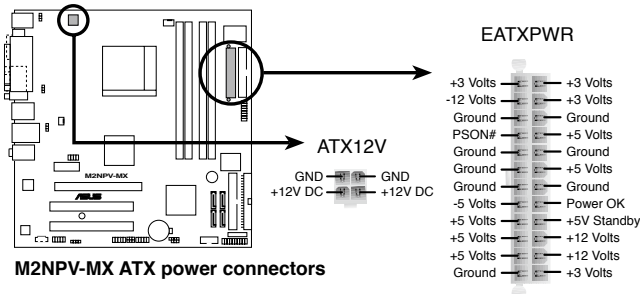 EATXPWR
+3 Volts +3 Volts
-12 Volts +3 Volts
Ground Ground
PSON# +5 Volts
Ground Ground
Ground +5 Volts
Ground Ground
-5 Volts Power OK
+5 Volts +5V Standby
+5 Volts +12 Volts
+5 Volts +12 Volts
Ground +3 Volts
ATX12V
GND GND
+12V DC +12V DC
M2NPV-MX
ASUS
M2NPV-MX ATX power connectors